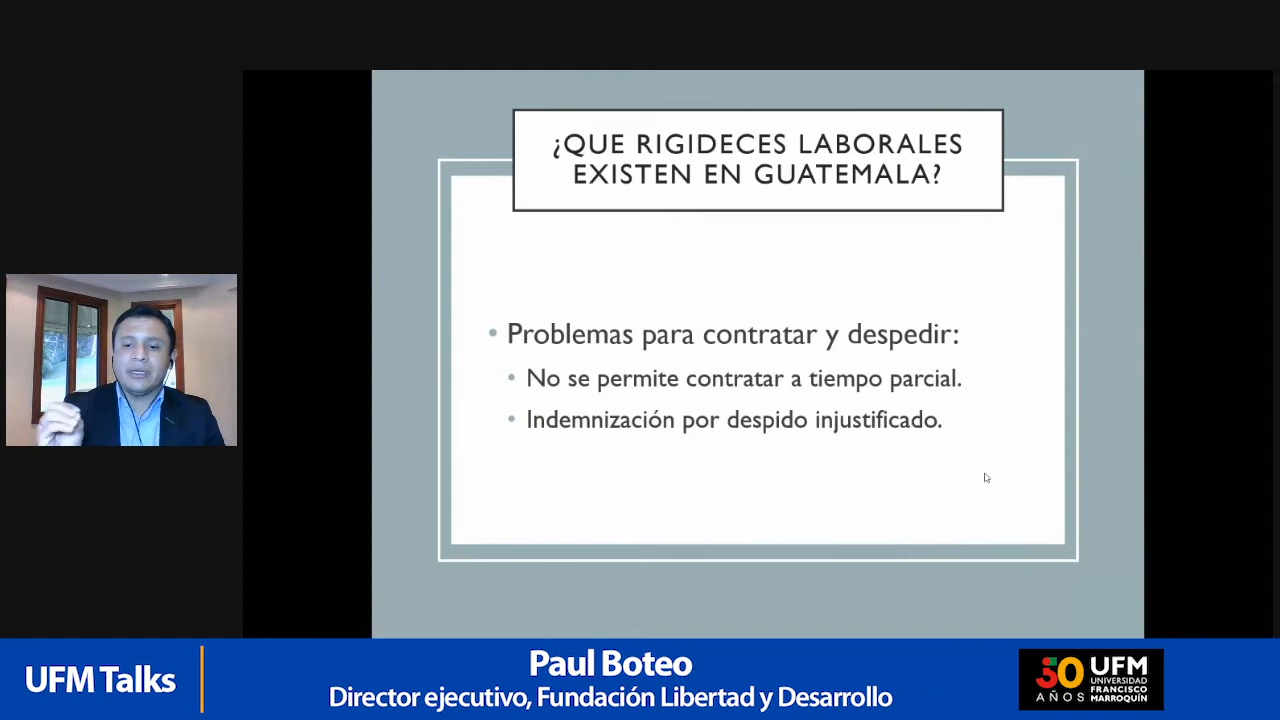 ¿QUE RIGIDECES LABORALES
EXISTEN EN GUATEMALA?
• Problemas para contratar y despedir:
• No se permite contratar a tiempo parcial.
• Indemnización por despido injustificado.
UFM Talks
Paul Boteo
Director ejecutivo, Fundación Libertad y Desarrollo
50
AÑOS
UFM
UNIVERSIDAD
FRANCISCO
MARROQUÍN